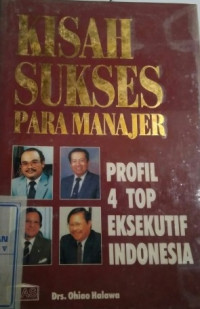 KISAH
SUKSES
PARA MANAJER
PROFIL
4 TOP
EKSEKUTIF
INDONESIA
Drs. Ohiao Halawa